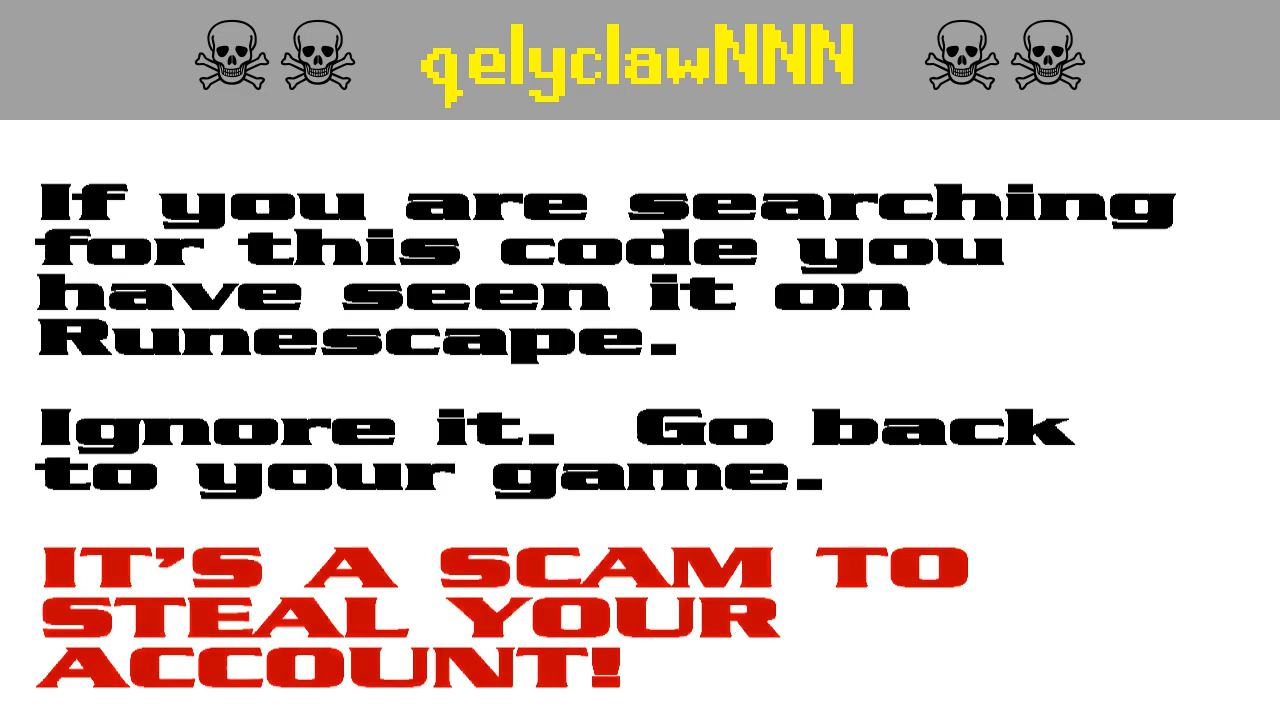 qelyclawNNN
If you are searching
for this code you
have seen it on
Runescape.
Ignore it. Go back
to your game.
IT'S A SCAM TO
STEAL YOUR
ACCOUNT!